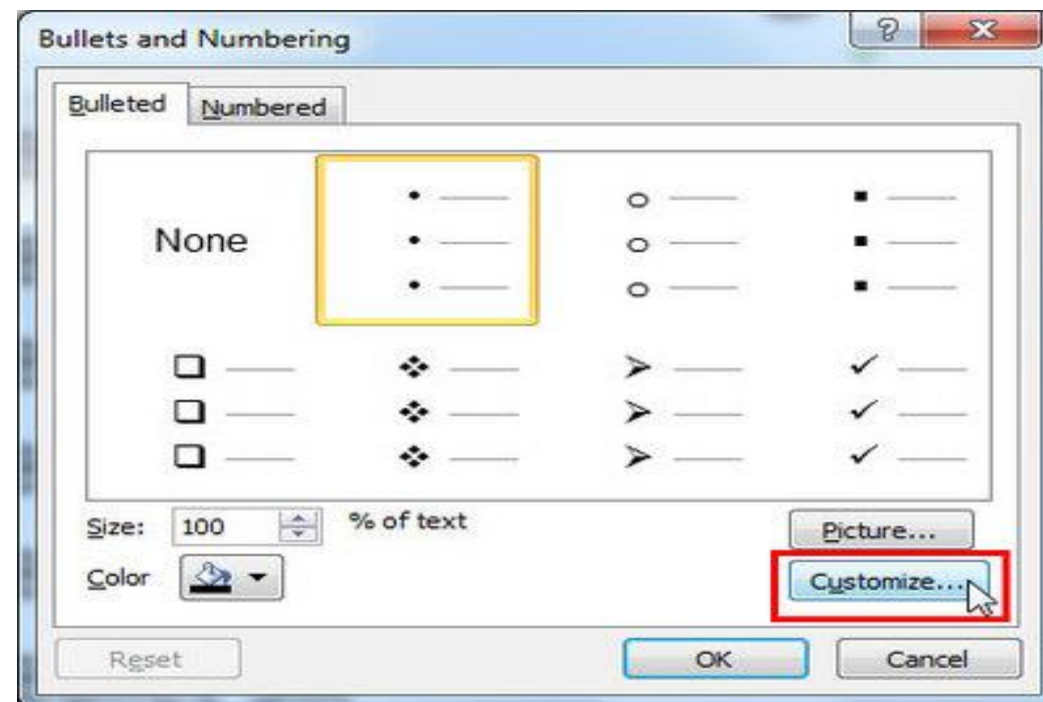 Bullets and Numbering
Bulleted Numbered
None
Size: 100 % of text
Picture...
Color
Customize...
Reset OK Cancel